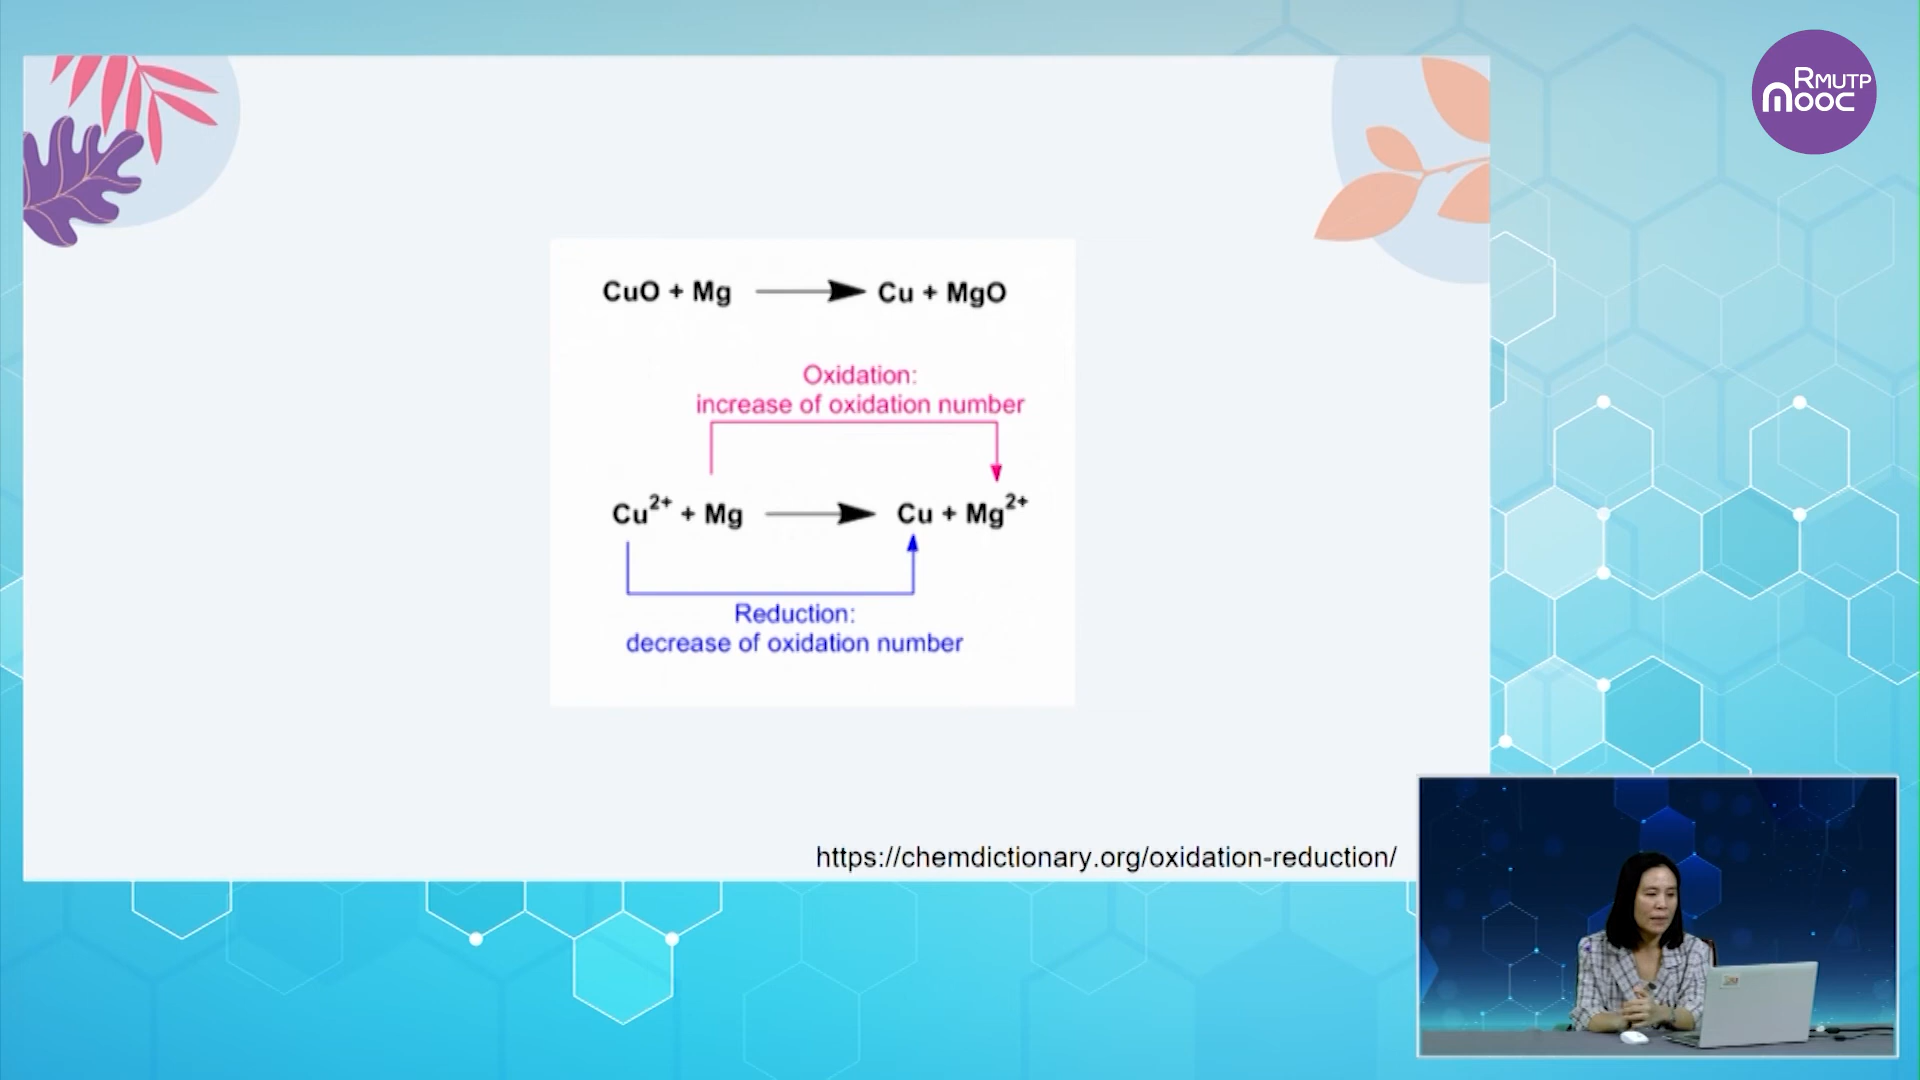 RMUTP
mooc
CuO + Mg → Cu + MgO
Oxidation:
increase of oxidation number
Cu²⁺ + Mg → Cu + Mg²⁺
Reduction:
decrease of oxidation number
https://chemdictionary.org/oxidation-reduction/